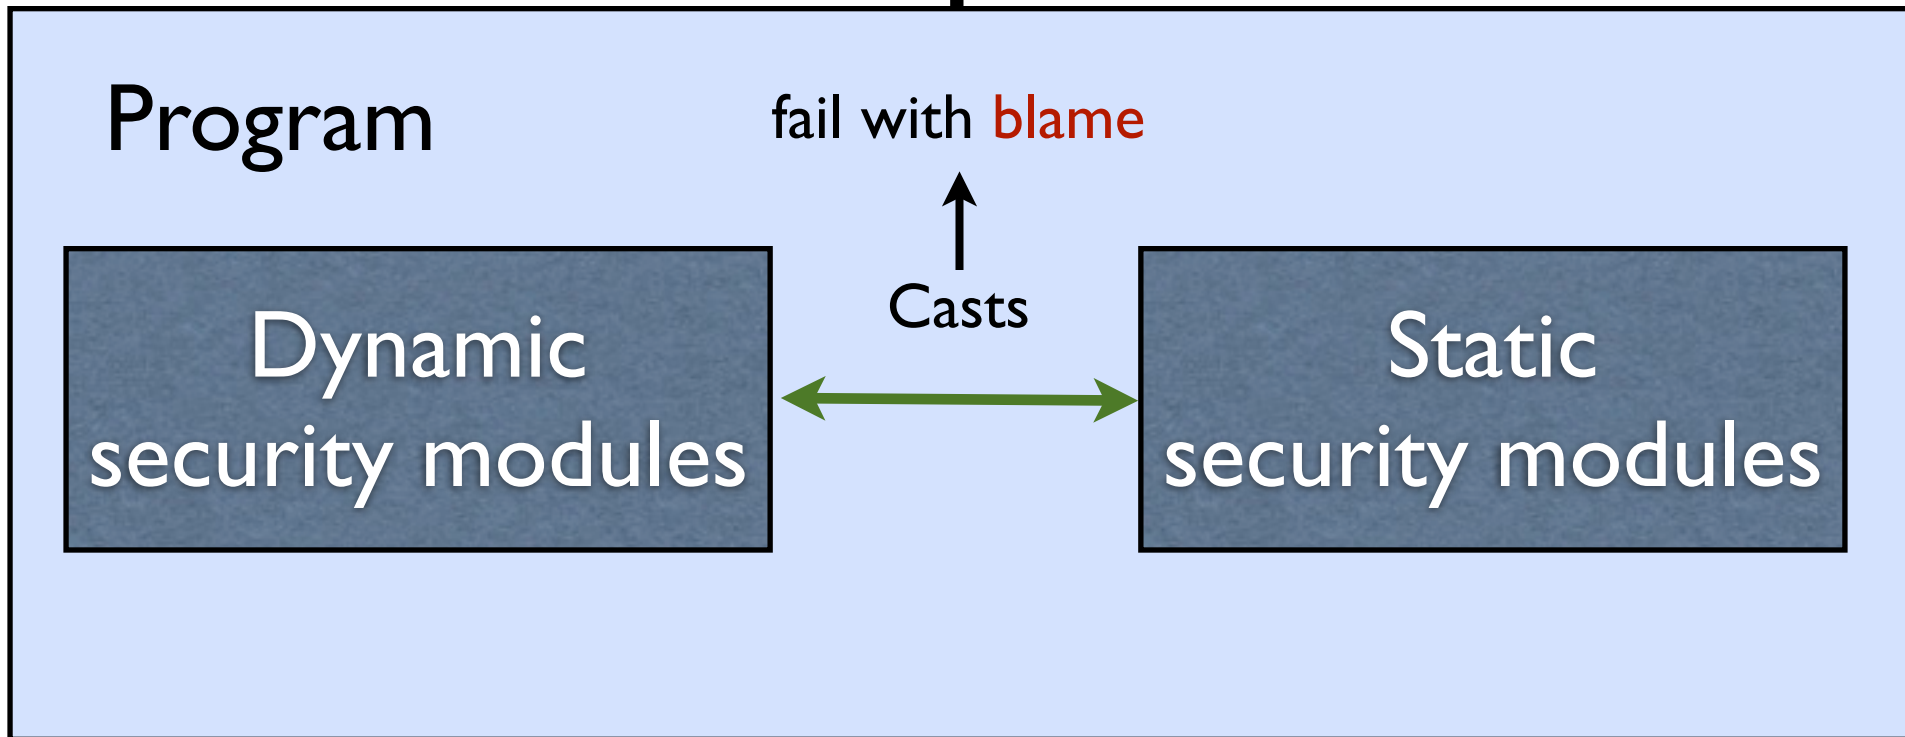 Program
fail with blame
Casts
Dynamic
security modules
Static
security modules